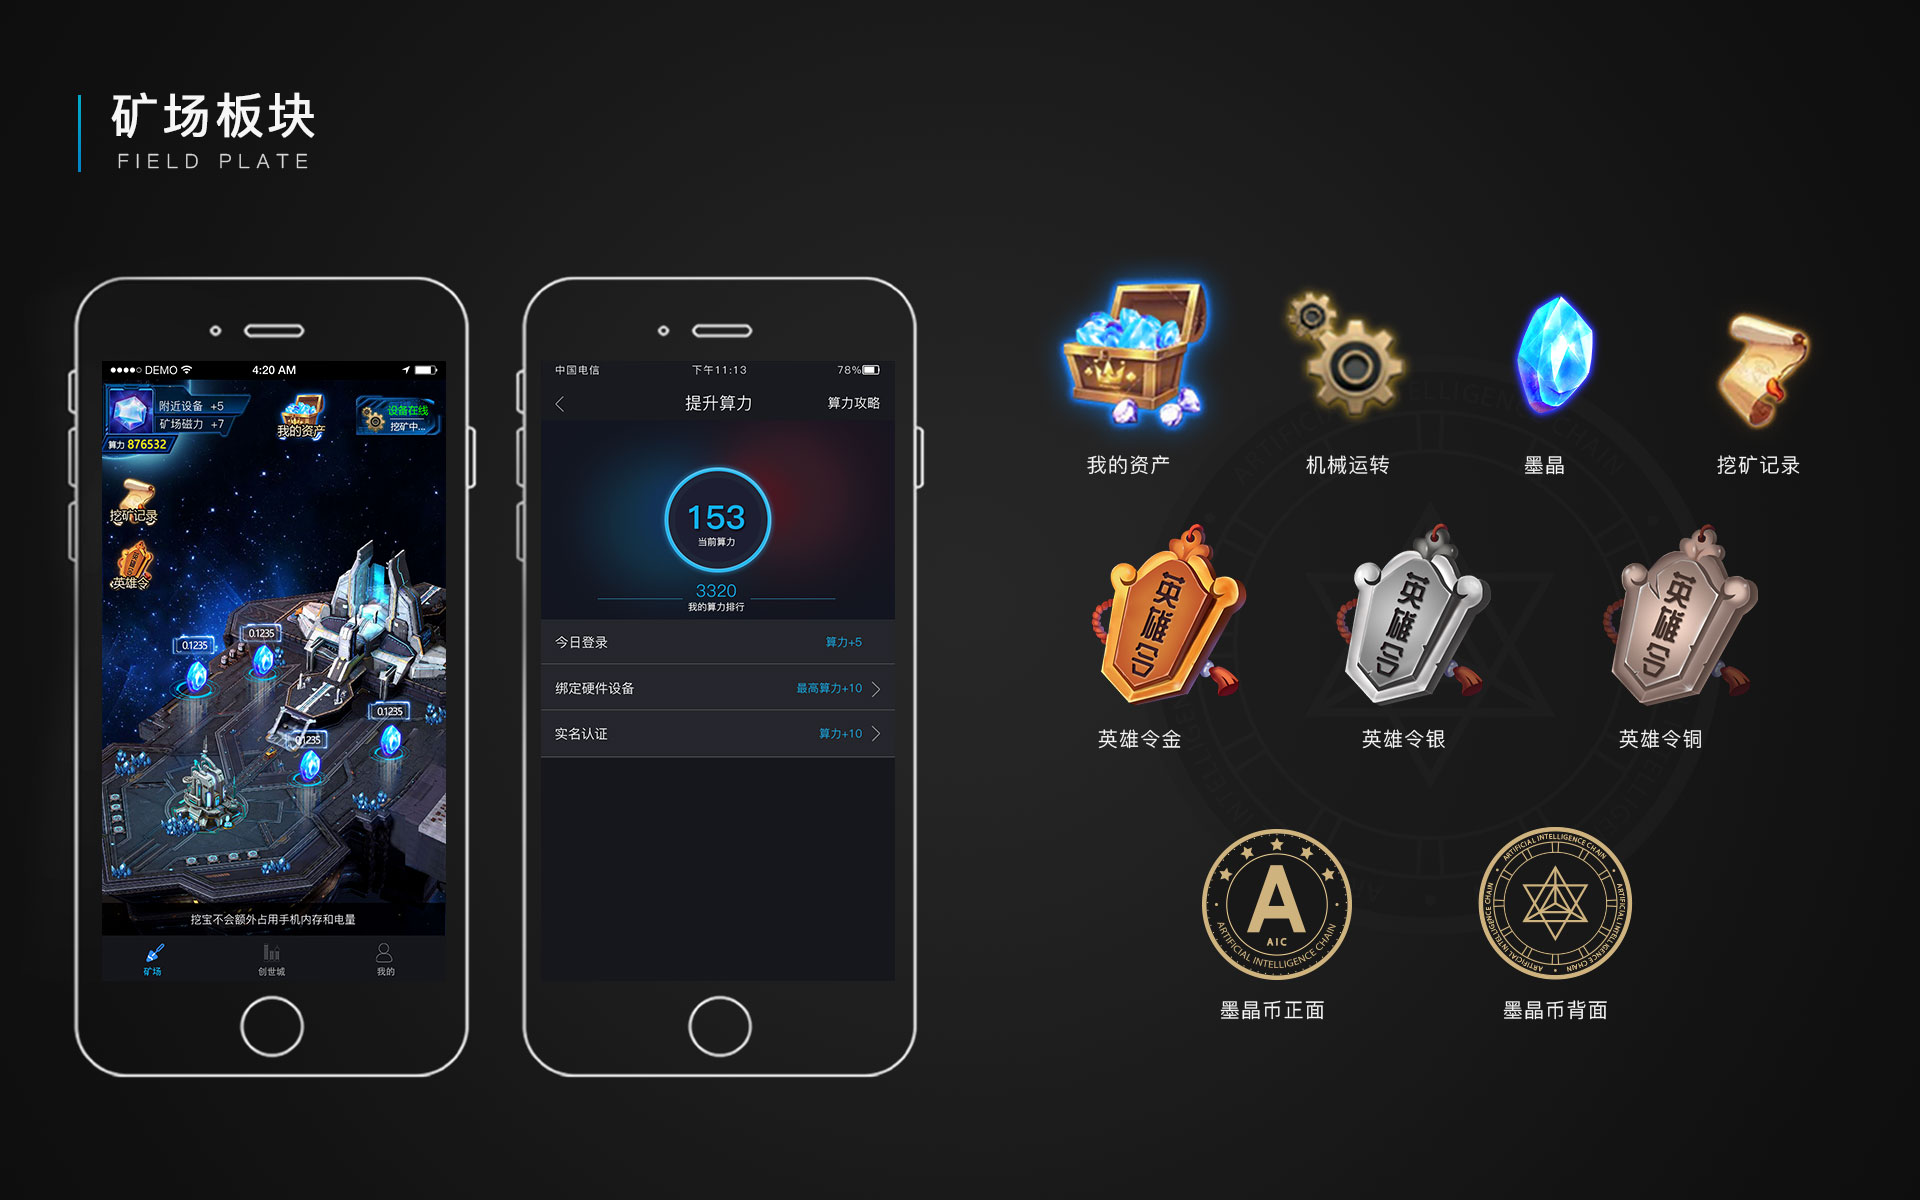 矿场板块
FIELD PLATE
DEMO
4:20 AM
附近设备 +5
矿场磁力 +7
算力 876532
我的资产
设备在线
挖矿中...
挖矿记录
英雄令
0.1235
0.1235
0.1235
0.1235
挖宝不会额外占用手机内存和电量
矿场
创世城
我的
中国电信
下午11:13
78%
提升算力
算力攻略
153
当前算力
3320
我的算力排行
今日登录
算力+5
绑定硬件设备
最高算力+10
实名认证
算力+10
我的资产
机械运转
墨晶
挖矿记录
英雄令
英雄令
英雄令
英雄令金
英雄令银
英雄令铜
A
AIC
ARTIFICIAL INTELLIGENCE CHAIN
ARTIFICIAL INTELLIGENCE CHAIN
ARTIFICIAL INTELLIGENCE CHAIN
ARTIFICIAL INTELLIGENCE CHAIN
墨晶币正面
墨晶币背面